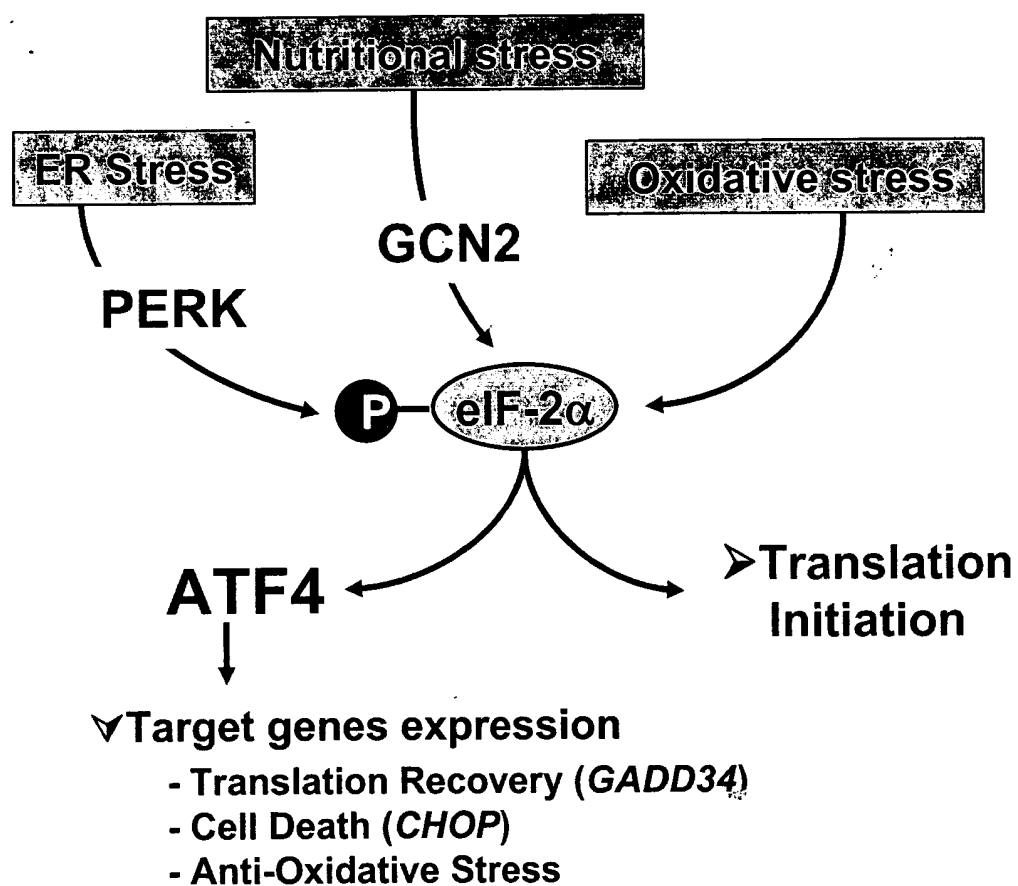 Nutritional stress
ER Stress
Oxidative stress
GCN2
PERK
P
eIF-2α
ATF4
➢Translation
Initiation
⮛Target genes expression
- Translation Recovery (GADD34)
- Cell Death (CHOP)
- Anti-Oxidative Stress